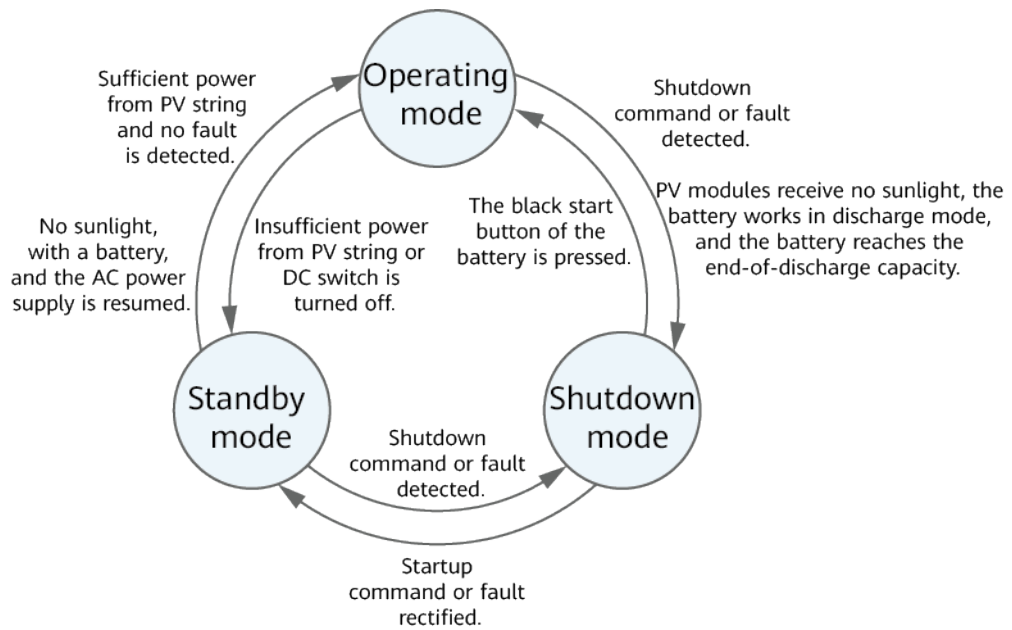 Operating
mode
Sufficient power
from PV string
and no fault
is detected.
Shutdown
command or fault
detected.
No sunlight,
with a battery,
and the AC power
supply is resumed.
Insufficient power
from PV string or
DC switch is
turned off.
The black start
button of the
battery is pressed.
PV modules receive no sunlight, the
battery works in discharge mode,
and the battery reaches the
end-of-discharge capacity.
Standby
mode
Shutdown
mode
Shutdown
command or fault
detected.
Startup
command or fault
rectified.